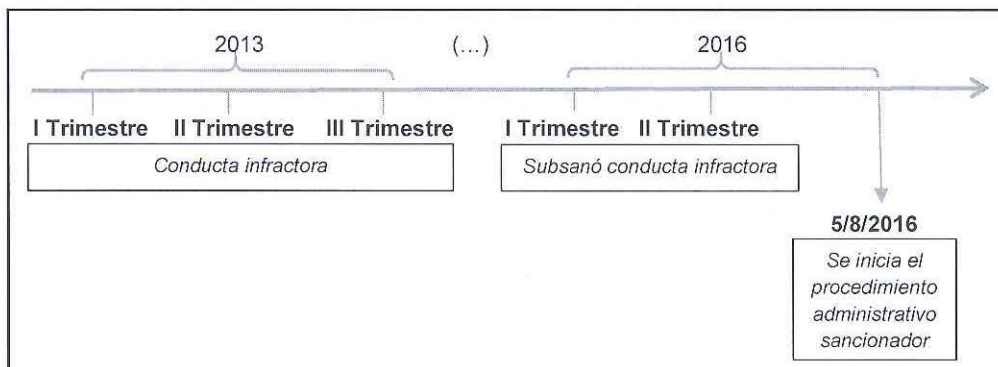 2013 (...) 2016
I Trimestre II Trimestre III Trimestre I Trimestre II Trimestre
Conducta infractora Subsanó conducta infractora
5/8/2016
Se inicia el
procedimiento
administrativo
sancionador